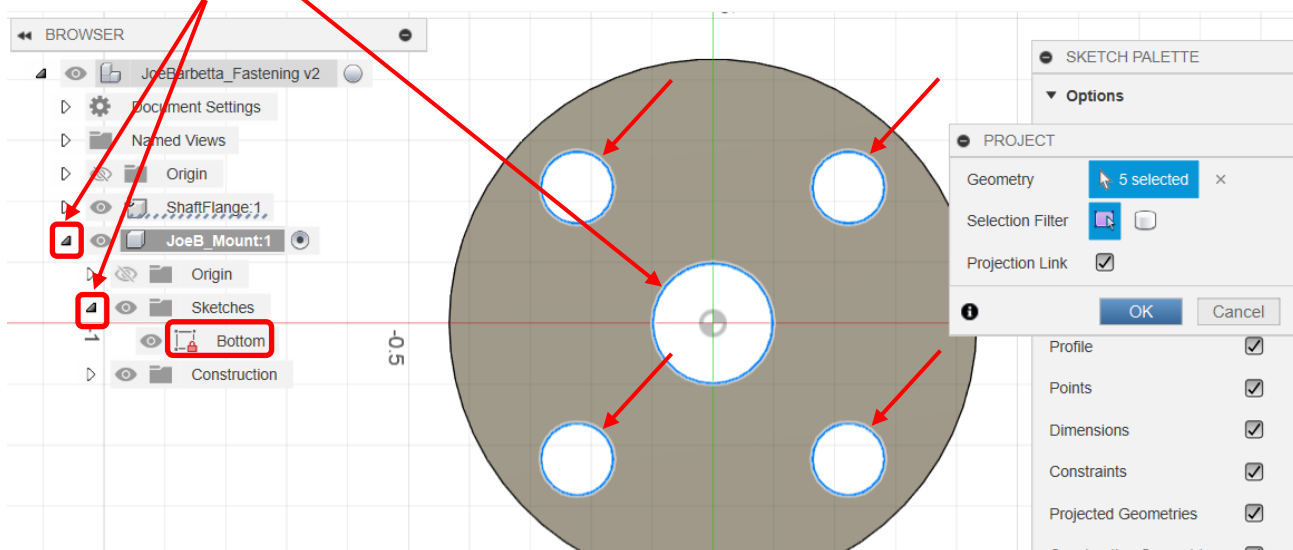 BROWSER
JoeBarbetta_Fastening v2
Document Settings
Named Views
Origin
ShaftFlange:1
JoeB_Mount:1
Origin
Sketches
Bottom
Construction
-0.5
SKETCH PALETTE
Options
PROJECT
Geometry 5 selected
Selection Filter
Projection Link
OK Cancel
Profile
Points
Dimensions
Constraints
Projected Geometries